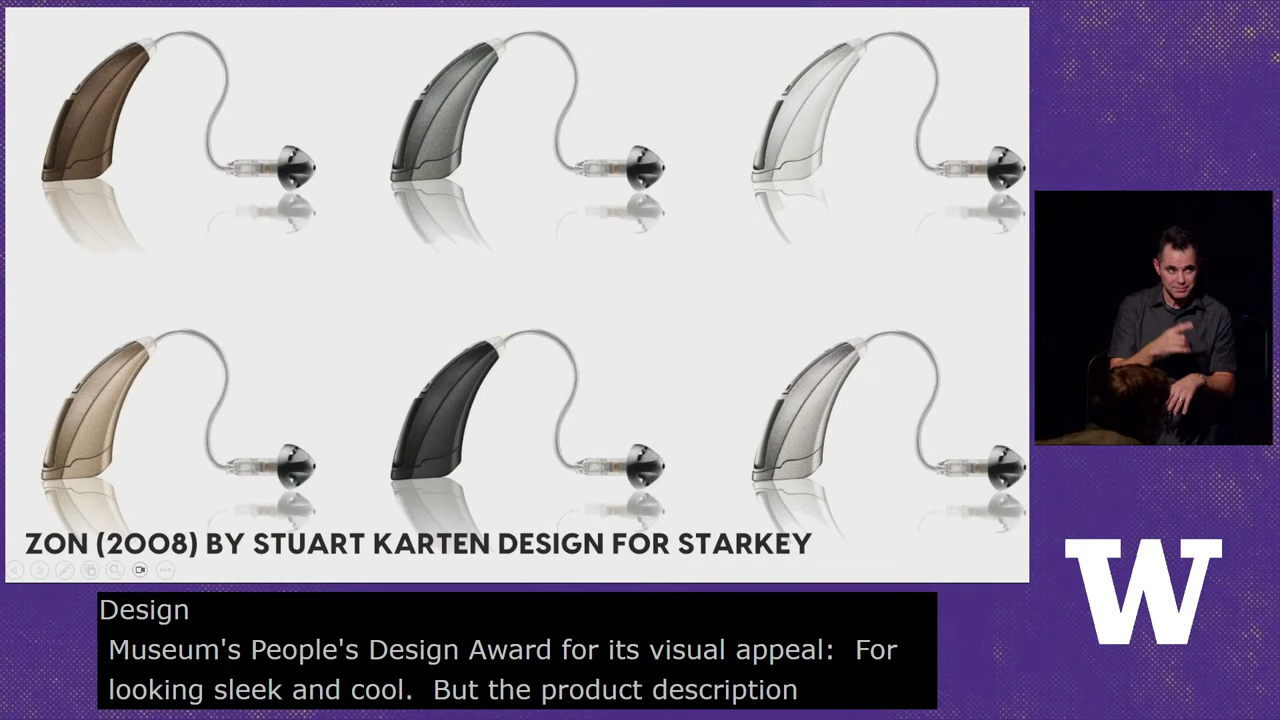 ZON (2008) BY STUART KARTEN DESIGN FOR STARKEY
W
Design
Museum's People's Design Award for its visual appeal:  For
looking sleek and cool.  But the product description